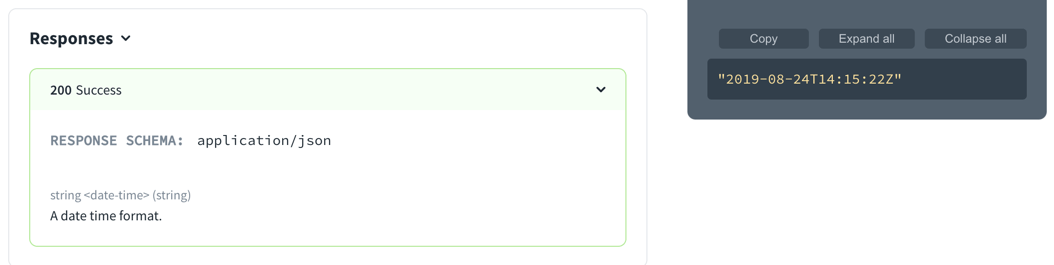 Responses
200 Success
RESPONSE SCHEMA: application/json
string <date-time> (string)
A date time format.
Copy Expand all Collapse all
"2019-08-24T14:15:22Z"